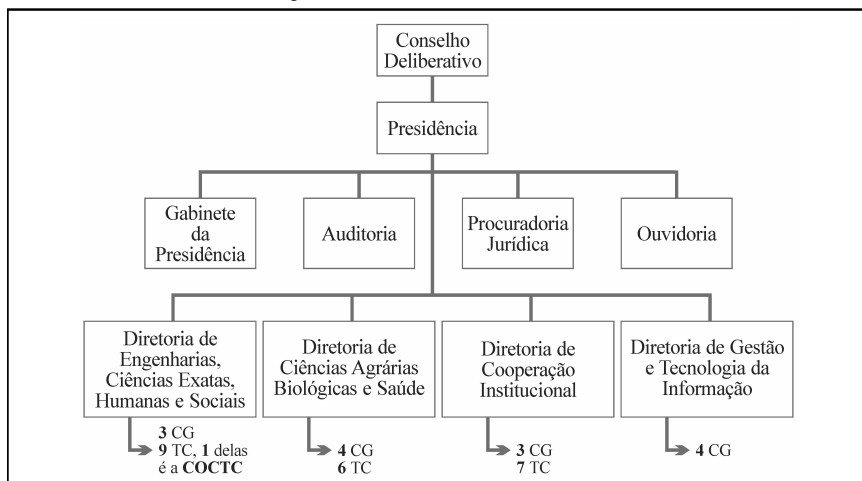 Conselho
Deliberativo
Presidência
Gabinete
da
Presidência
Auditoria
Procuradoria
Jurídica
Ouvidoria
Diretoria de
Engenharias,
Ciências Exatas,
Humanas e Sociais
Diretoria de
Ciências Agrárias
Biológicas e Saúde
Diretoria de
Cooperação
Institucional
Diretoria de Gestão
e Tecnologia da
Informação
3 CG
9 TC, 1 delas
é a COCTC
4 CG
6 TC
3 CG
7 TC
4 CG